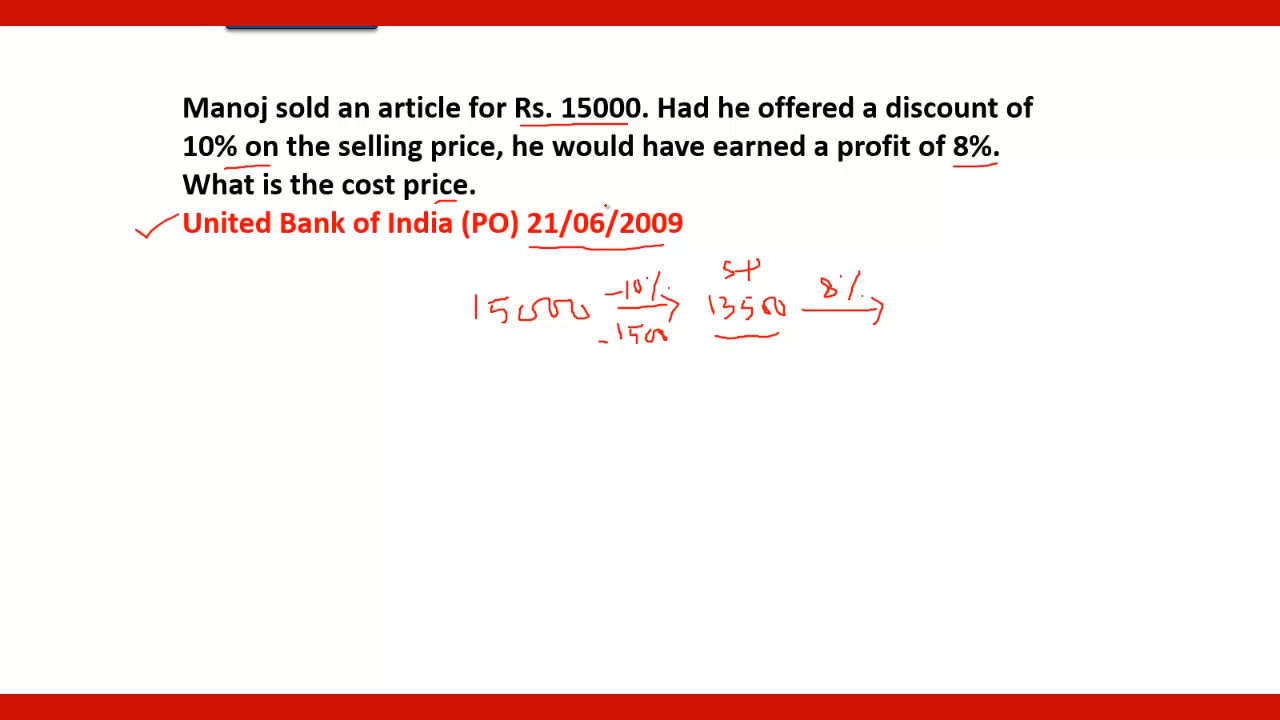 Manoj sold an article for Rs. 15000. Had he offered a discount of
10% on the selling price, he would have earned a profit of 8%.
What is the cost price.
United Bank of India (PO) 21/06/2009
SP
15000 -10% 13500 8%
-1500